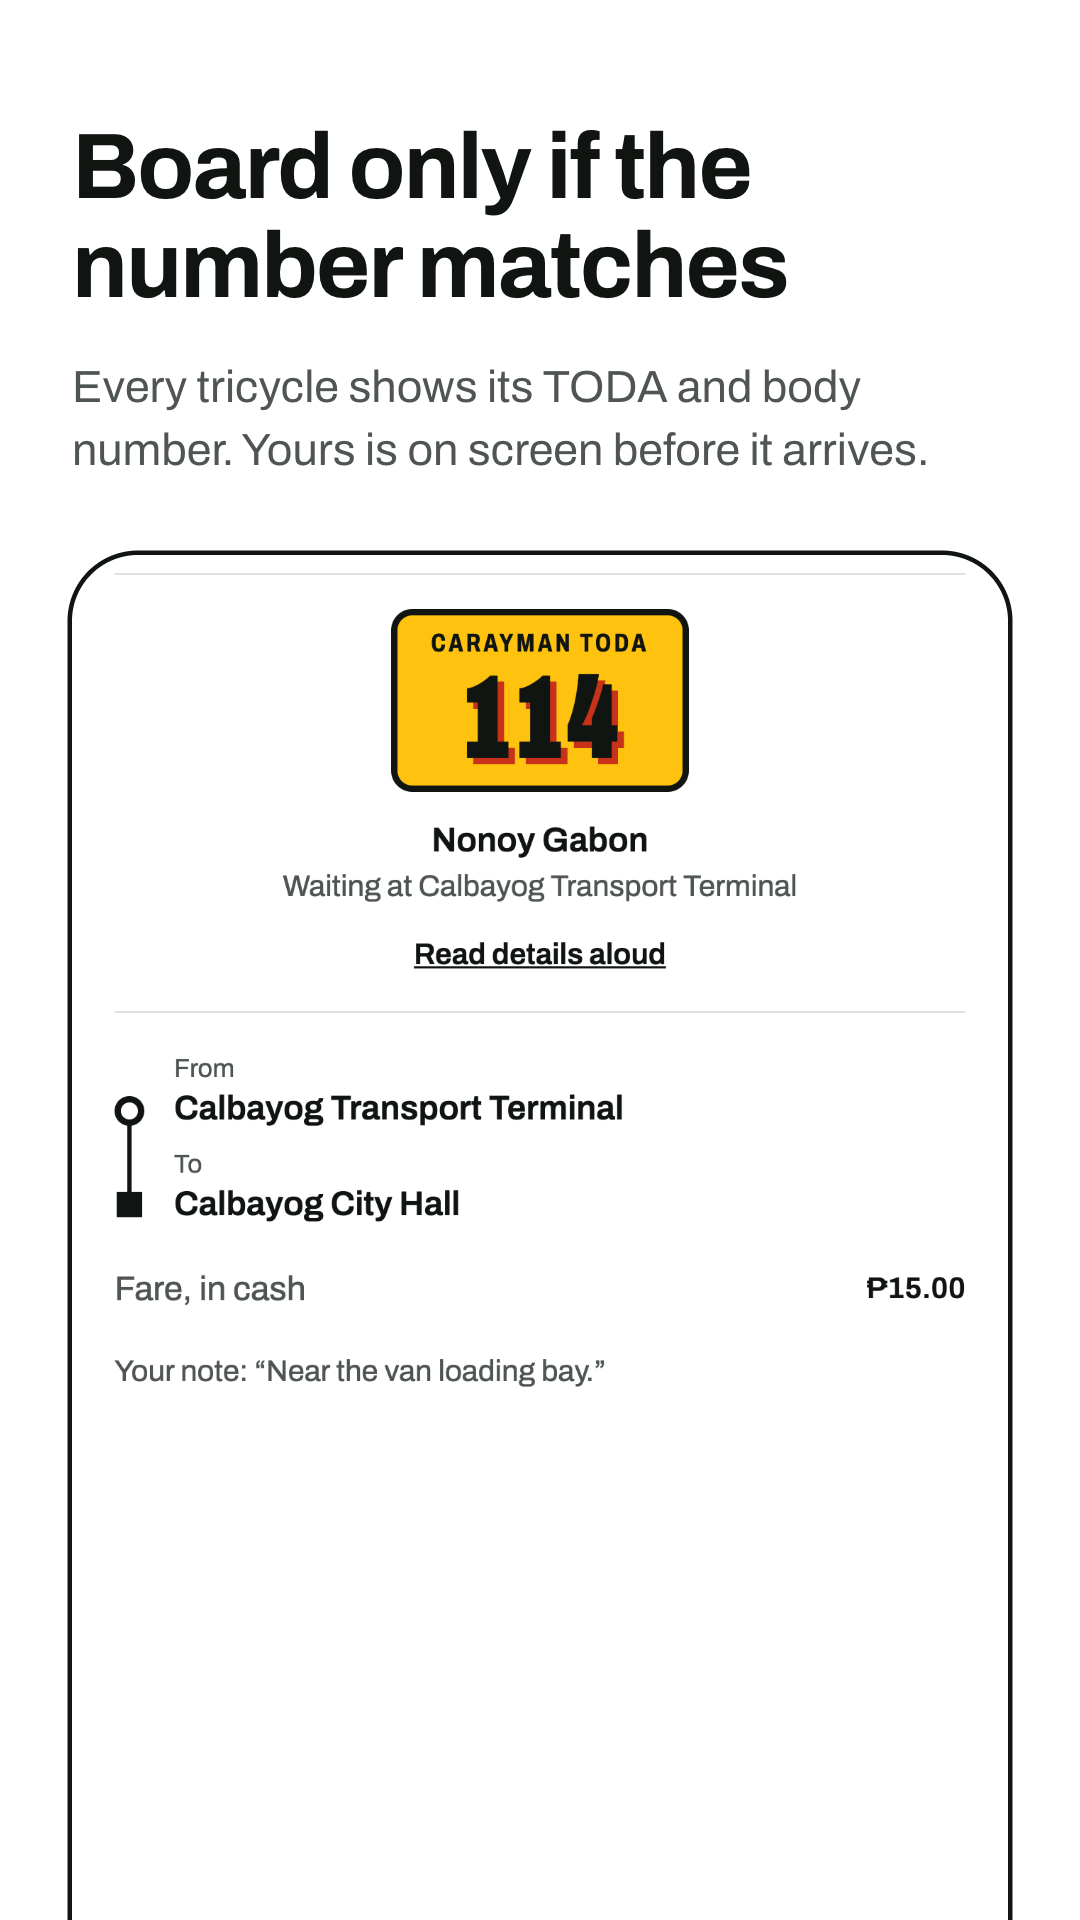 Board only if the
number matches
Every tricycle shows its TODA and body
number. Yours is on screen before it arrives.
CARAYMAN TODA
114
Nonoy Gabon
Waiting at Calbayog Transport Terminal
Read details aloud
From
Calbayog Transport Terminal
To
Calbayog City Hall
Fare, in cash ₱15.00
Your note: “Near the van loading bay.”